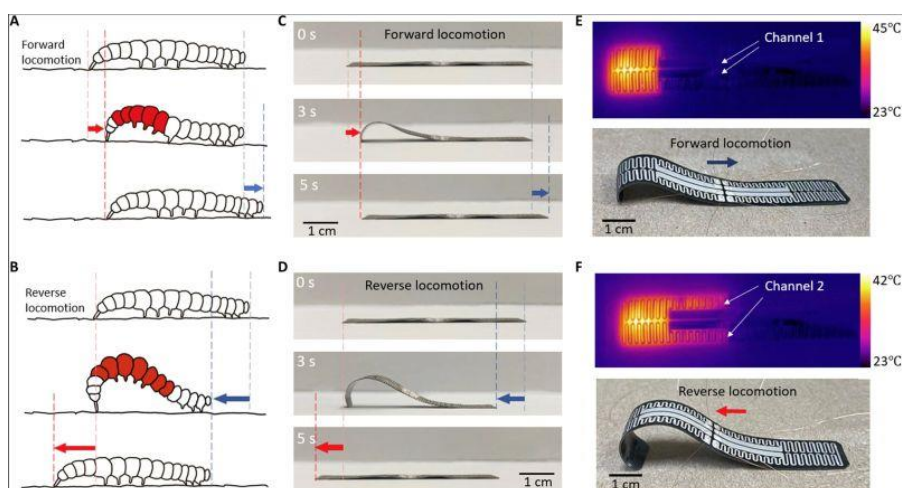 A
Forward
locomotion
B
Reverse
locomotion
C
0 s
Forward locomotion
3 s
5 s
1 cm
D
0 s
Reverse locomotion
3 s
5 s
1 cm
E
45°C
Channel 1
23°C
Forward locomotion
1 cm
F
42°C
Channel 2
23°C
Reverse locomotion
1 cm